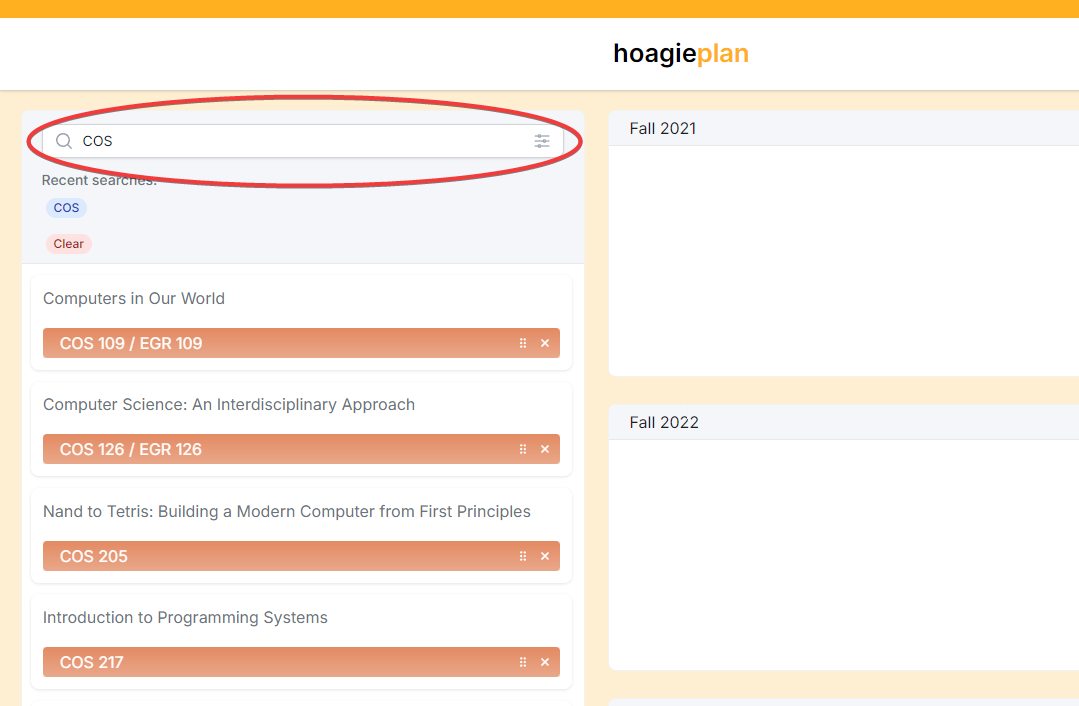 hoagieplan
COS
Recent searches:
COS
Clear
Computers in Our World
COS 109 / EGR 109
Computer Science: An Interdisciplinary Approach
COS 126 / EGR 126
Nand to Tetris: Building a Modern Computer from First Principles
COS 205
Introduction to Programming Systems
COS 217
Fall 2021
Fall 2022